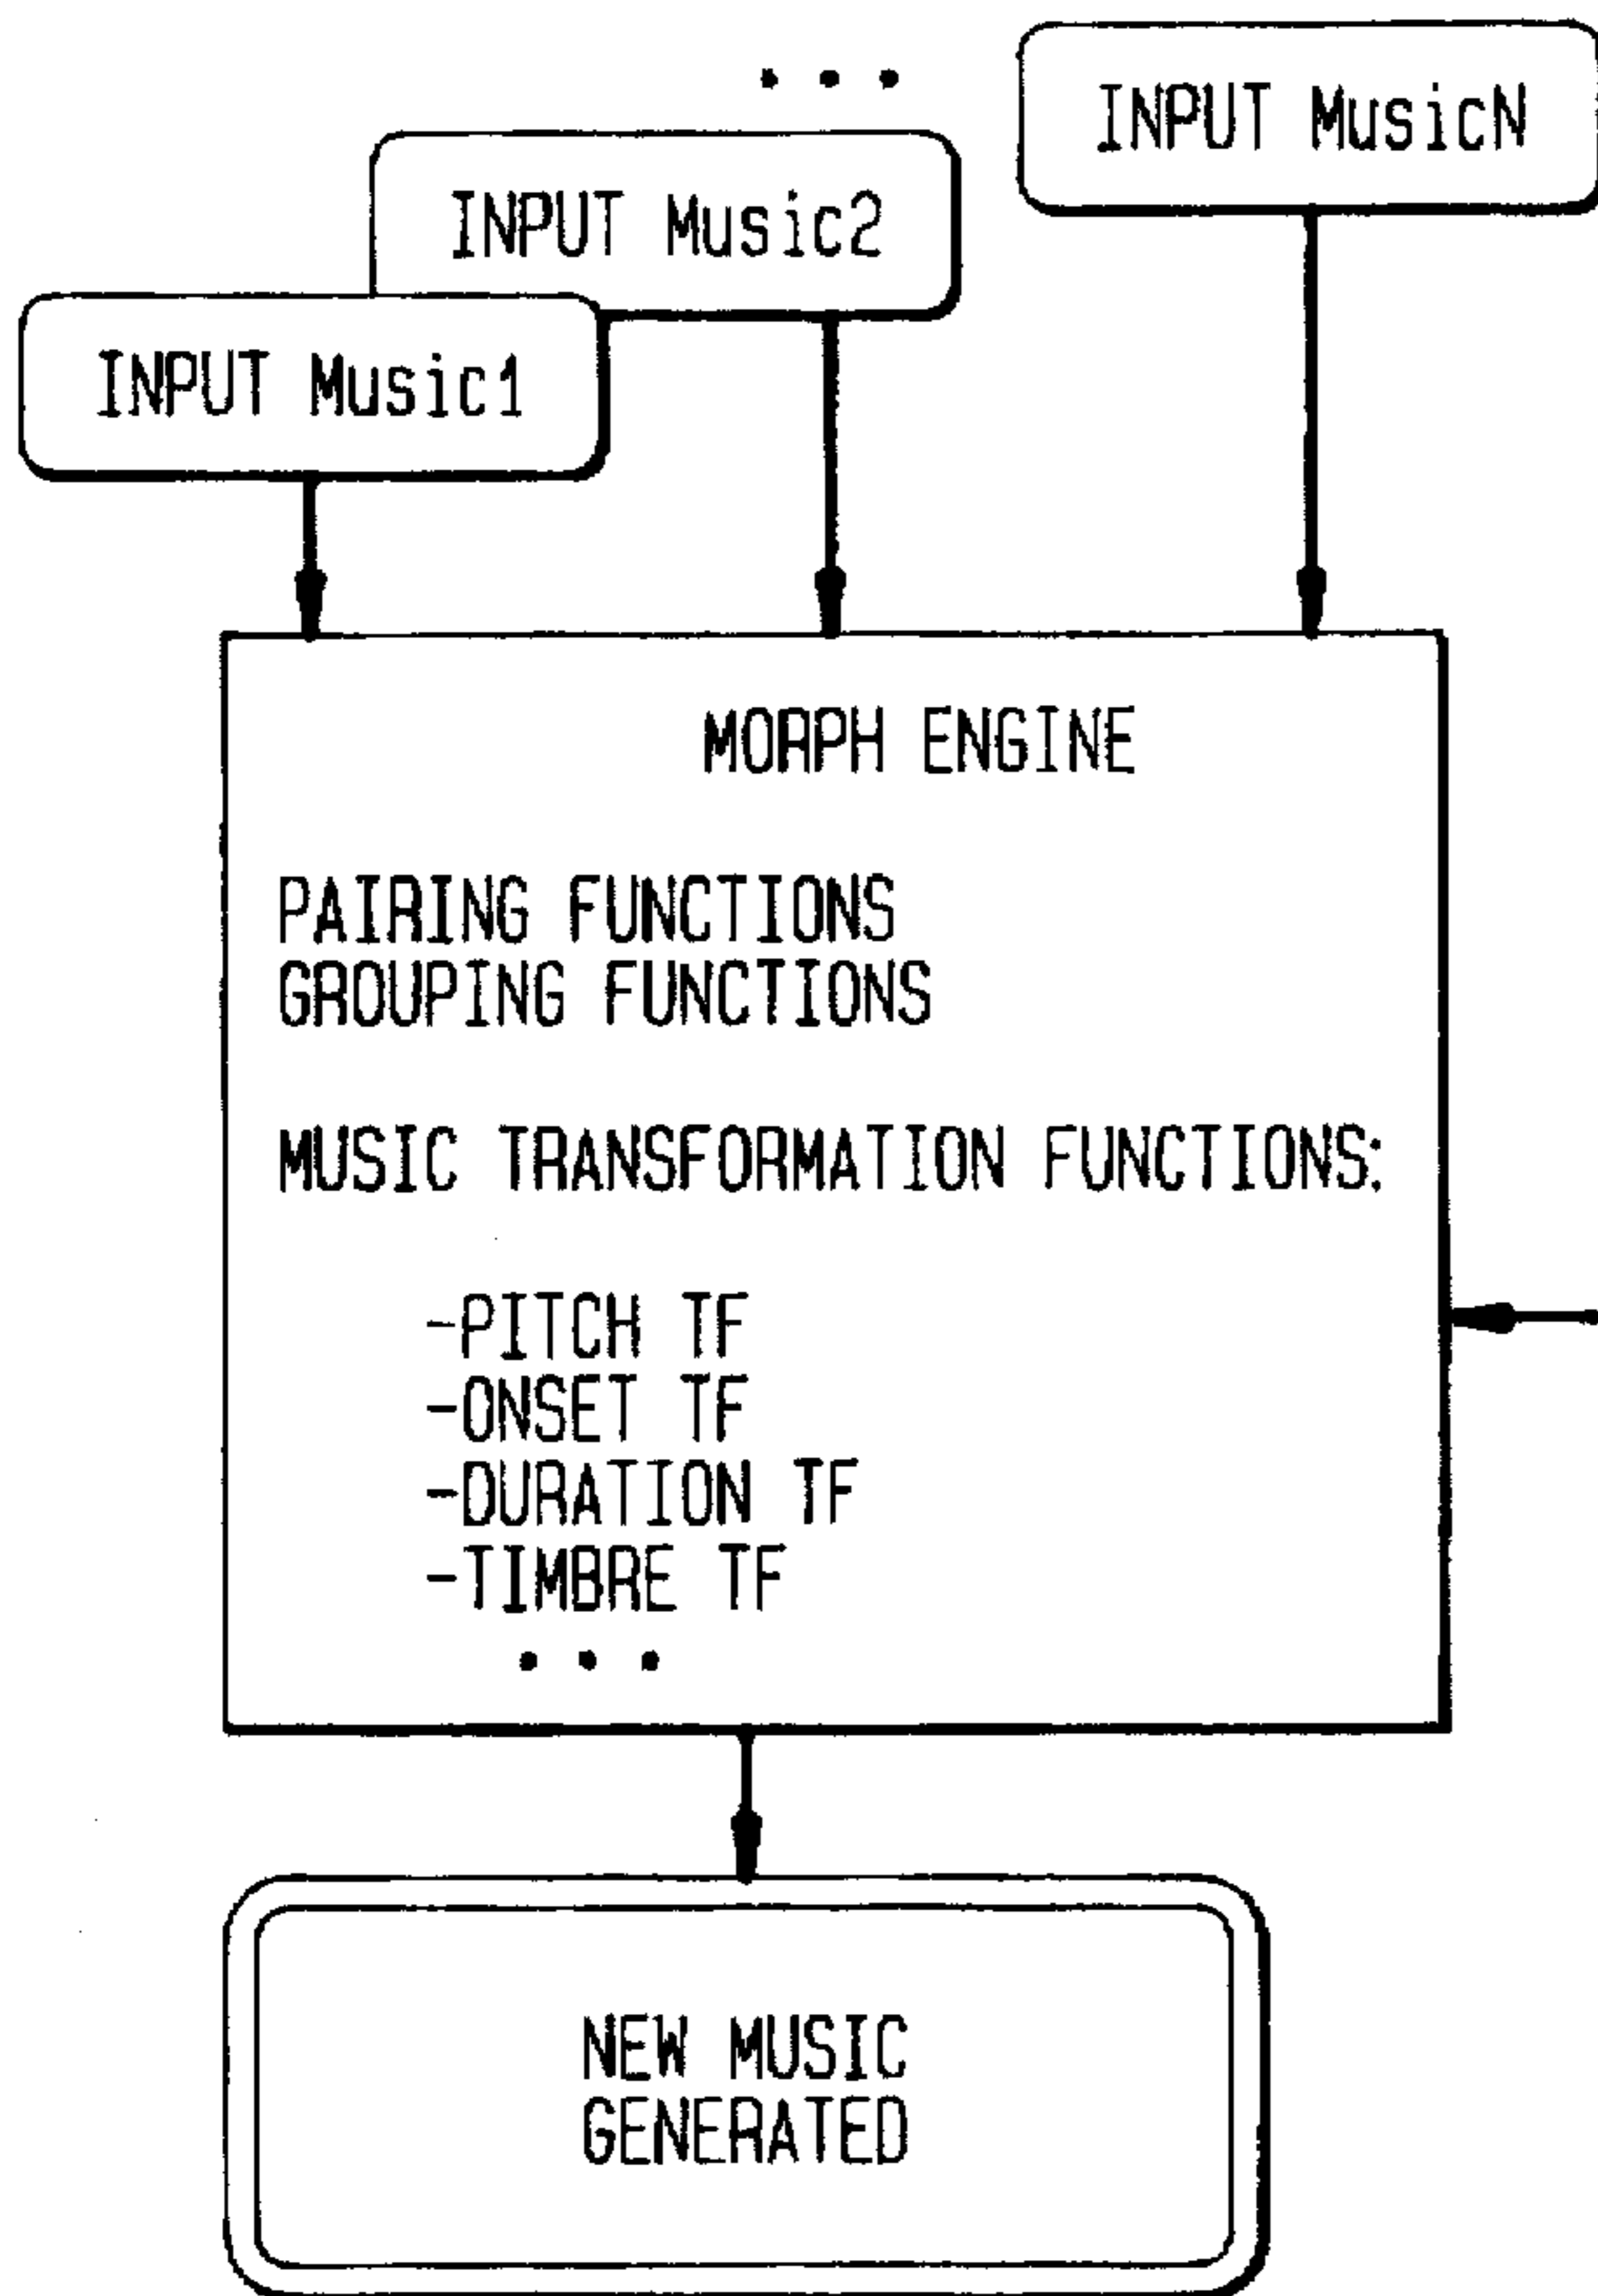 INPUT MusicN
INPUT Music2
INPUT Music1
MORPH ENGINE
PAIRING FUNCTIONS
GROUPING FUNCTIONS
MUSIC TRANSFORMATION FUNCTIONS:
-PITCH TF
-ONSET TF
-DURATION TF
-TIMBRE TF
• • •
NEW MUSIC
GENERATED